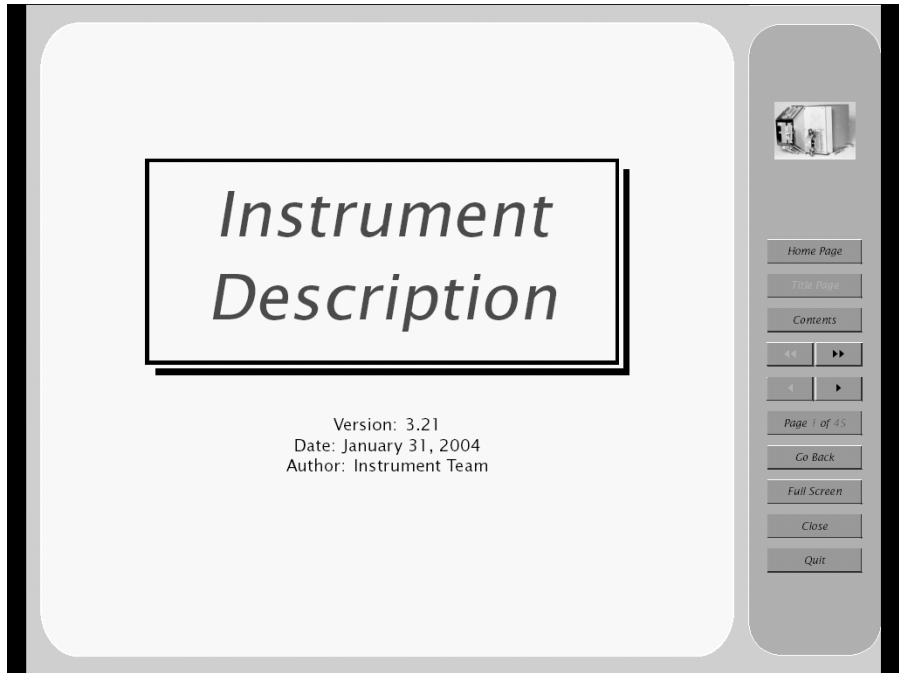 Instrument
Description
Version: 3.21
Date: January 31, 2004
Author: Instrument Team
Home Page
Title Page
Contents
Page 1 of 45
Go Back
Full Screen
Close
Quit